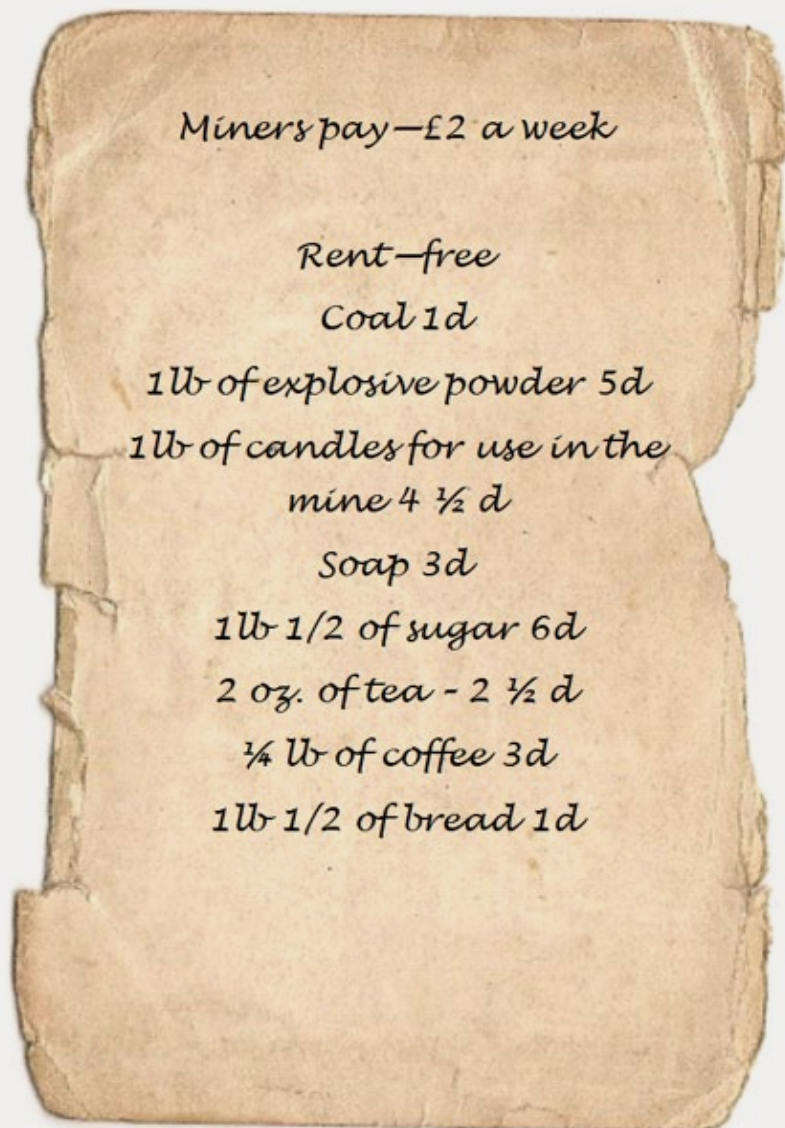 Miners pay—£2 a week
Rent—free
Coal 1d
1lb of explosive powder 5d
1lb of candles for use in the
mine 4 ½ d
Soap 3d
1lb 1/2 of sugar 6d
2 oz. of tea - 2 ½ d
¼ lb of coffee 3d
1lb 1/2 of bread 1d